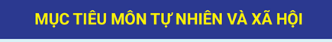 MỤC TIÊU MÔN TỰ NHIÊN VÀ XÃ HỘI